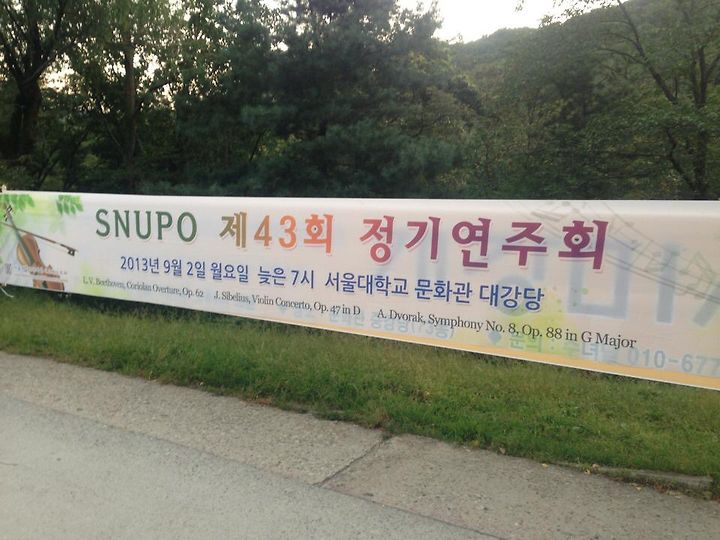 SNUPO 제43회 정기연주회
2013년 9월 2일 월요일 늦은 7시 서울대학교 문화관 대강당
L. V. Beethoven, Coriolan Overture, Op. 62 J. Sibelius, Violin Concerto, Op. 47 in D A. Dvorak, Symphony No. 8, Op. 88 in G Major
010-677